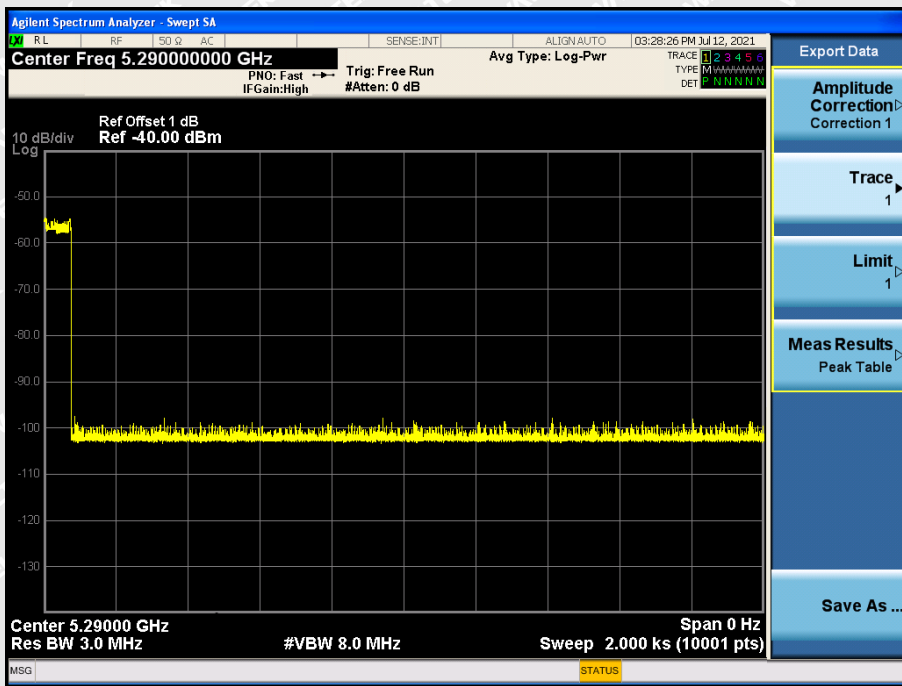 Agilent Spectrum Analyzer - Swept SA
LXI RL RF 50 Ω AC SENSE:INT ALIGNAUTO 03:28:26 PM Jul 12, 2021
Center Freq 5.290000000 GHz
PNO: Fast
IFGain:High
Trig: Free Run
#Atten: 0 dB
Avg Type: Log-Pwr
TRACE 1 2 3 4 5 6
TYPE M WWWWW
DET P N N N N N
Ref Offset 1 dB
10 dB/div Ref -40.00 dBm
Log
-50.0
-60.0
-70.0
-80.0
-90.0
-100
-110
-120
-130
Center 5.29000 GHz Span 0 Hz
Res BW 3.0 MHz #VBW 8.0 MHz Sweep 2.000 ks (10001 pts)
MSG STATUS
Export Data
Amplitude
Correction
Correction 1
Trace
1
Limit
1
Meas Results
Peak Table
Save As ...